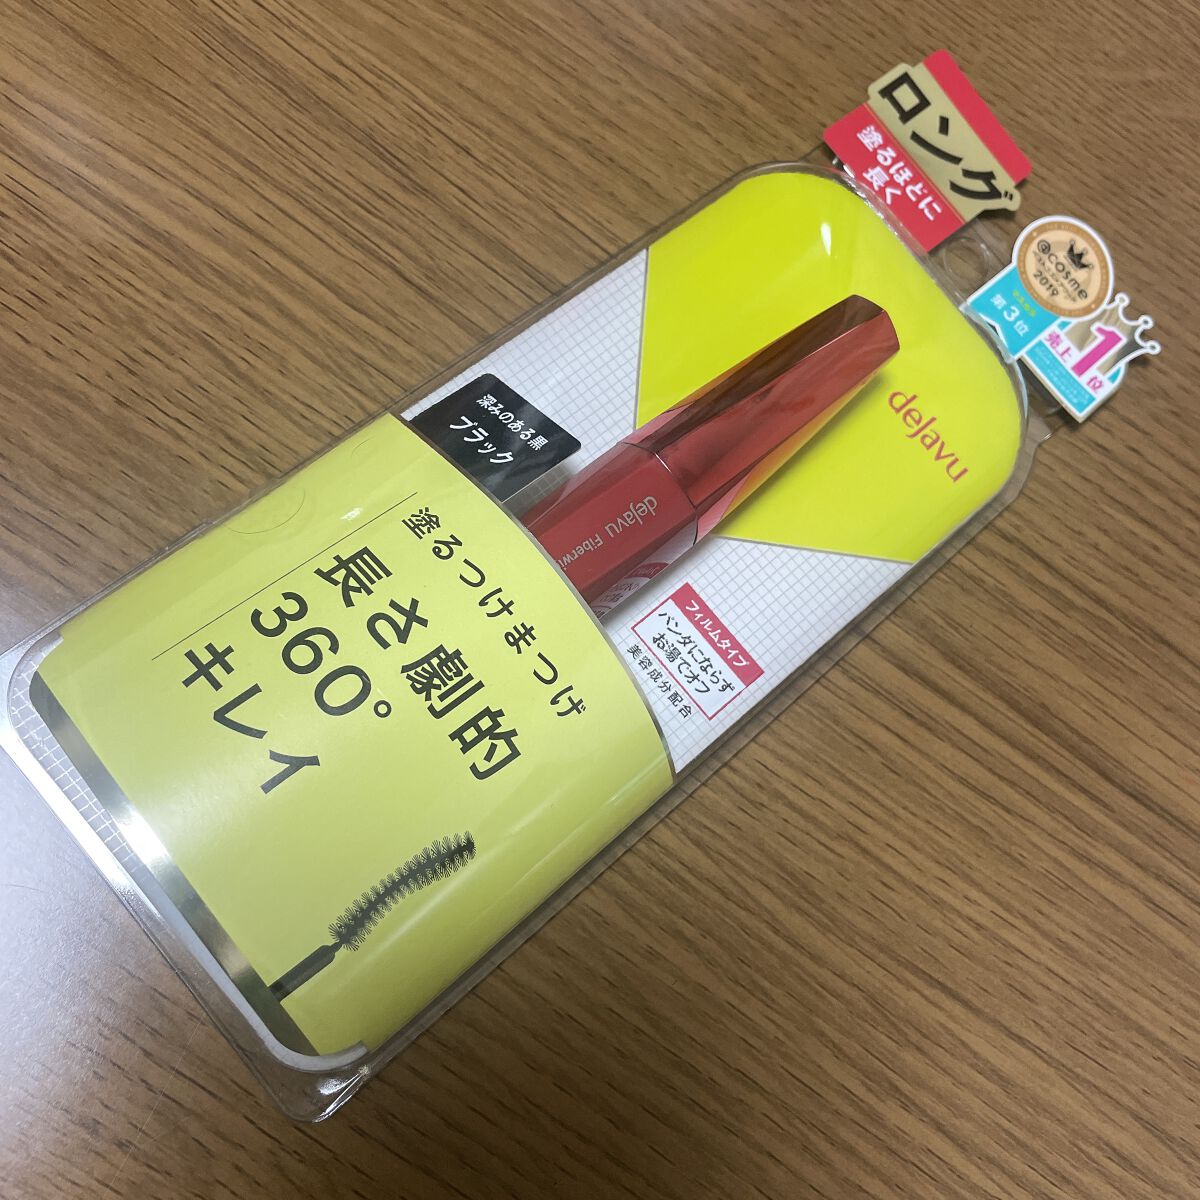 ロング
塗るほどに
長く
@cosme
2019
第3位
売上
1位
dejavu
深みのある黒
ブラック
dejavu Fiberwi
フィルムタイプ
パンダにならず
お湯でオフ
美容成分配合
塗るつけまつげ
長さ劇的
360°
キレイ